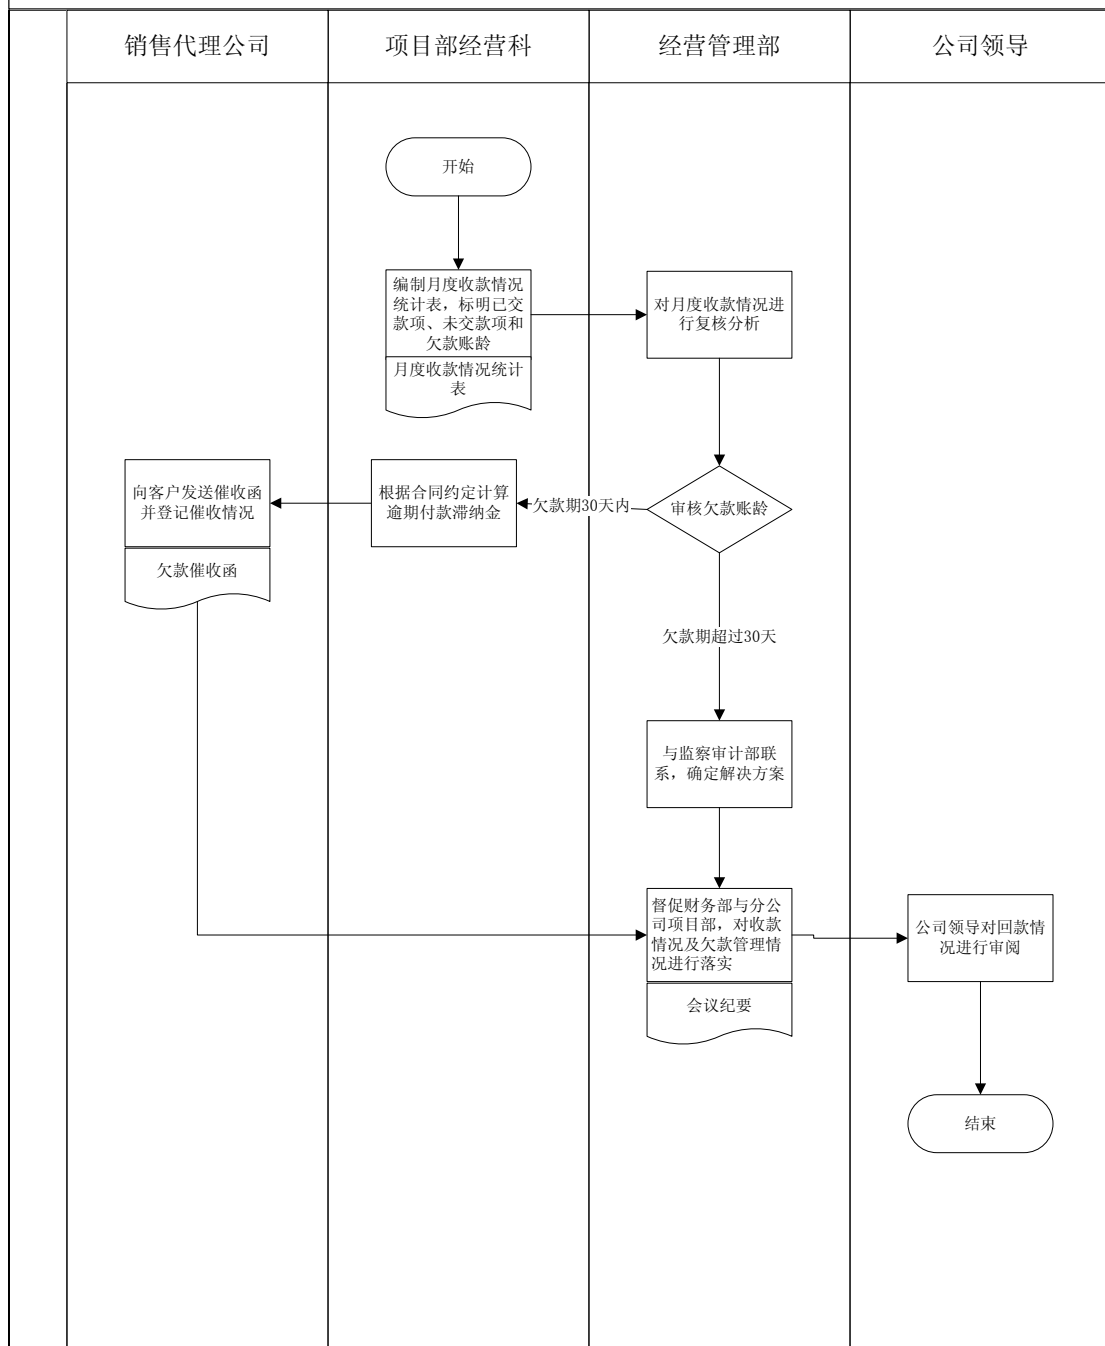 销售代理公司
项目部经营科
经营管理部
公司领导
开始
编制月度收款情况
统计表，标明已交
款项、未交款项和
欠款账龄
月度收款情况统计
表
对月度收款情况进
行复核分析
向客户发送催收函
并登记催收情况
欠款催收函
根据合同约定计算
逾期付款滞纳金
欠款期30天内
审核欠款账龄
欠款期超过30天
与监察审计部联
系，确定解决方案
督促财务部与分公
司项目部，对收款
情况及欠款管理情
况进行落实
会议纪要
公司领导对回款情
况进行审阅
结束